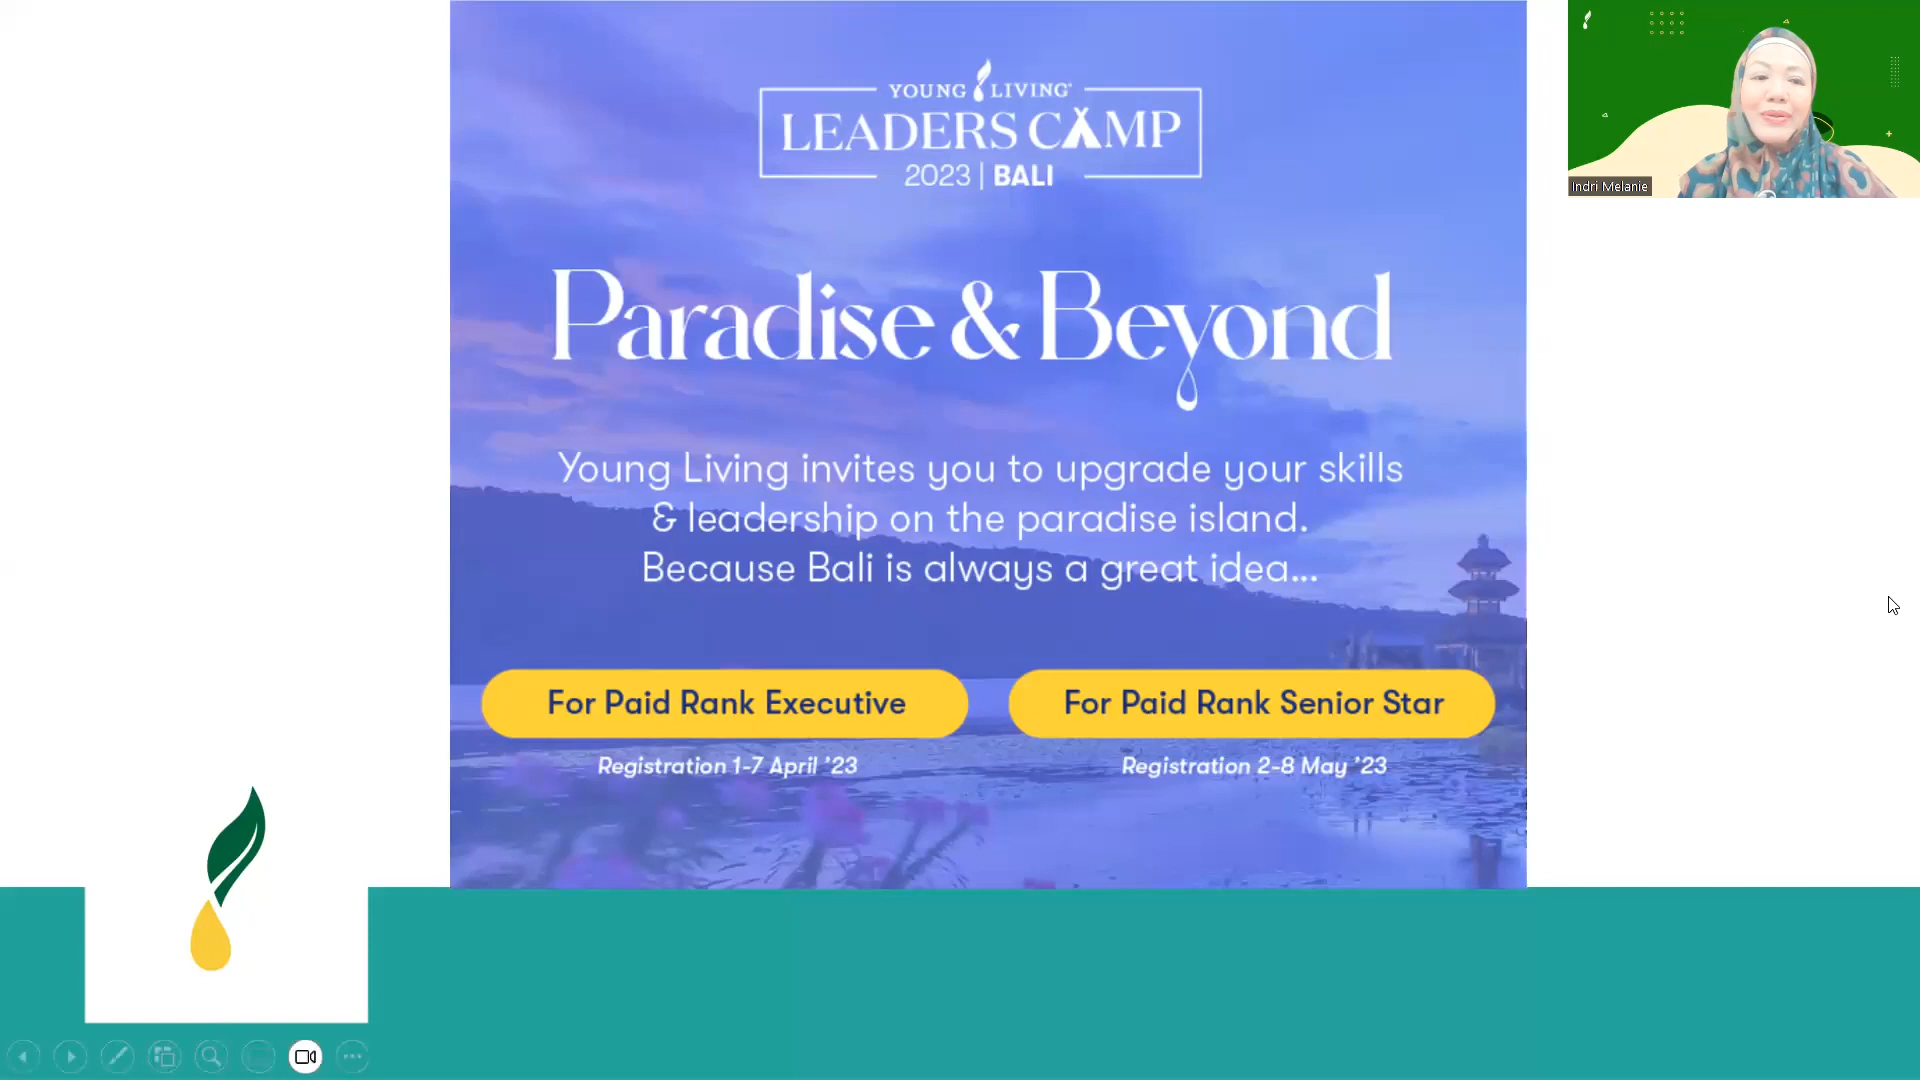 YOUNG LIVING
LEADERS CAMP
2023 | BALI
Paradise & Beyond
Young Living invites you to upgrade your skills
& leadership on the paradise island.
Because Bali is always a great idea...
For Paid Rank Executive
Registration 1-7 April '23
For Paid Rank Senior Star
Registration 2-8 May '23
Indri Melanie